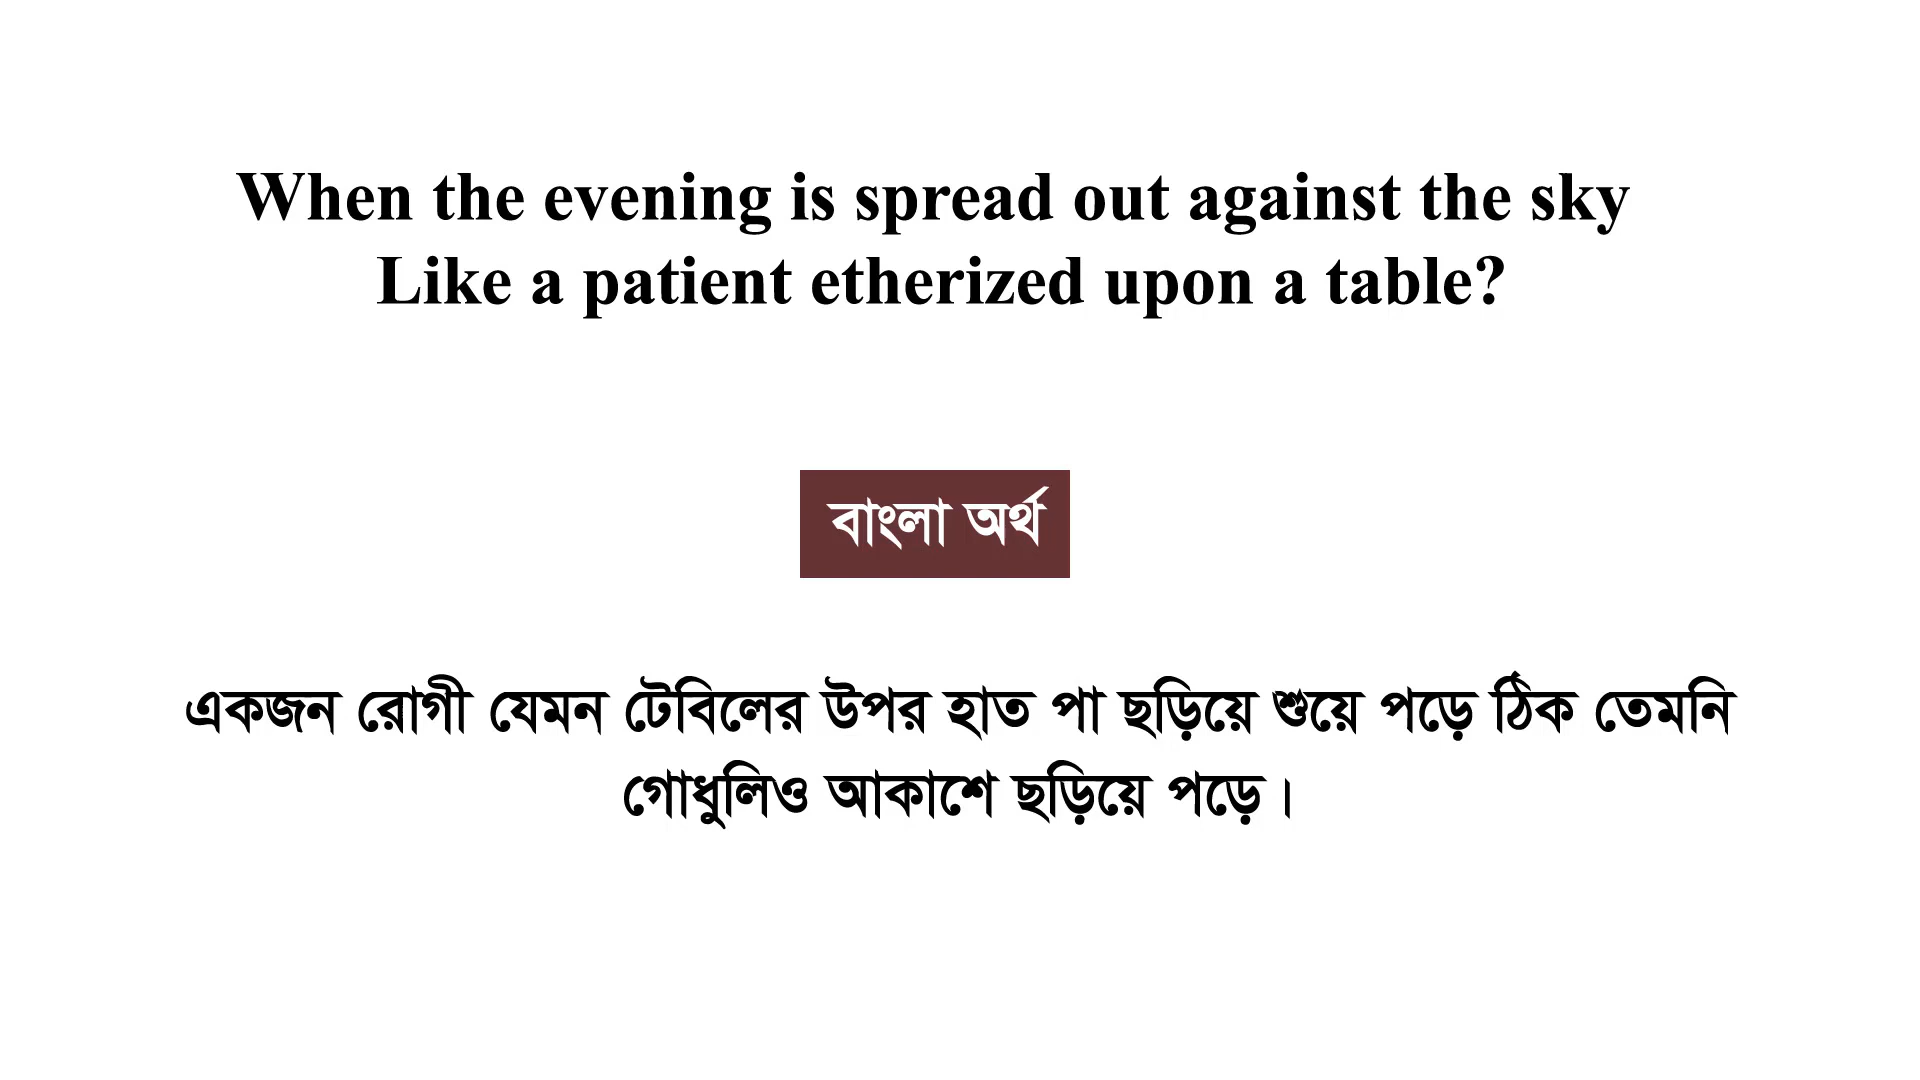 When the evening is spread out against the sky
Like a patient etherized upon a table?
বাংলা অর্থ
একজন রোগী যেমন টেবিলের উপর হাত পা ছড়িয়ে শুয়ে পড়ে ঠিক তেমনি
গোধুলিও আকাশে ছড়িয়ে পড়ে।